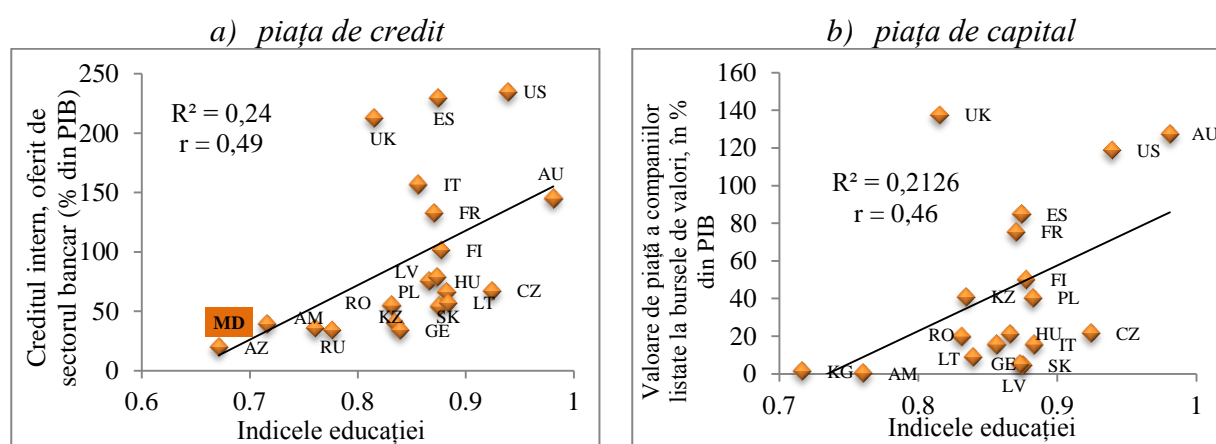 a) piața de credit
Creditul intern, oferit de
sectorul bancar (% din PIB)
250
200
150
100
50
0
0.6
0.7
0.8
0.9
1
Indicele educației
R² = 0,24
r = 0,49
US
ES
UK
IT
AU
FR
FI
LV
HU
PL
CZ
RO
LT
MD
AM
KZ
SK
AZ
RU
GE
b) piața de capital
Valoare de piață a companiilor
listate la bursele de valori, în %
din PIB
160
140
120
100
80
60
40
20
0
0.7
0.8
0.9
1
Indicele educației
R² = 0,2126
r = 0,46
UK
AU
US
ES
FR
FI
KZ
PL
RO
HU
CZ
IT
LT
GE
SK
KG
AM
LV